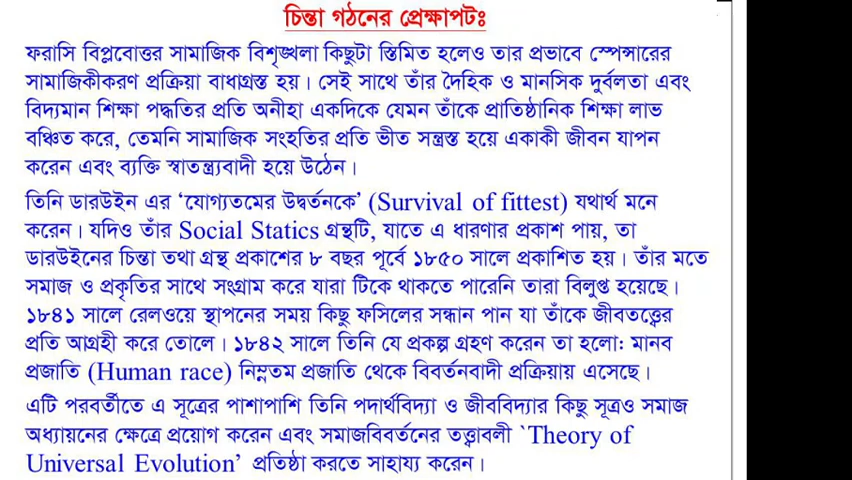 চিন্তা গঠনের প্রেক্ষাপটঃ
ফরাসি বিপ্লবোত্তর সামাজিক বিশৃঙ্খলা কিছুটা স্তিমিত হলেও তার প্রভাবে স্পেন্সারের
সামাজিকীকরণ প্রক্রিয়া বাধাগ্রস্ত হয়। সেই সাথে তাঁর দৈহিক ও মানসিক দুর্বলতা এবং
বিদ্যমান শিক্ষা পদ্ধতির প্রতি অনীহা একদিকে যেমন তাঁকে প্রাতিষ্ঠানিক শিক্ষা লাভ
বঞ্চিত করে, তেমনি সামাজিক সংহতির প্রতি ভীত সন্ত্রস্ত হয়ে একাকী জীবন যাপন
করেন এবং ব্যক্তি স্বাতন্ত্র্যবাদী হয়ে উঠেন।
তিনি ডারউইন এর ‘যোগ্যতমের উদ্বর্তনকে’ (Survival of fittest) যথার্থ মনে
করেন। যদিও তাঁর Social Statics গ্রন্থটি, যাতে এ ধারণার প্রকাশ পায়, তা
ডারউইনের চিন্তা তথা গ্রন্থ প্রকাশের ৮ বছর পূর্বে ১৮৫০ সালে প্রকাশিত হয়। তাঁর মতে
সমাজ ও প্রকৃতির সাথে সংগ্রাম করে যারা টিকে থাকতে পারেনি তারা বিলুপ্ত হয়েছে।
১৮৪১ সালে রেলওয়ে স্থাপনের সময় কিছু ফসিলের সন্ধান পান যা তাঁকে জীবতত্ত্বের
প্রতি আগ্রহী করে তোলে। ১৮৪২ সালে তিনি যে প্রকল্প গ্রহণ করেন তা হলো: মানব
প্রজাতি (Human race) নিম্নতম প্রজাতি থেকে বিবর্তনবাদী প্রক্রিয়ায় এসেছে।
এটি পরবর্তীতে এ সূত্রের পাশাপাশি তিনি পদার্থবিদ্যা ও জীববিদ্যার কিছু সূত্রও সমাজ
অধ্যায়নের ক্ষেত্রে প্রয়োগ করেন এবং সমাজবিবর্তনের তত্ত্বাবলী `Theory of
Universal Evolution’ প্রতিষ্ঠা করতে সাহায্য করেন।